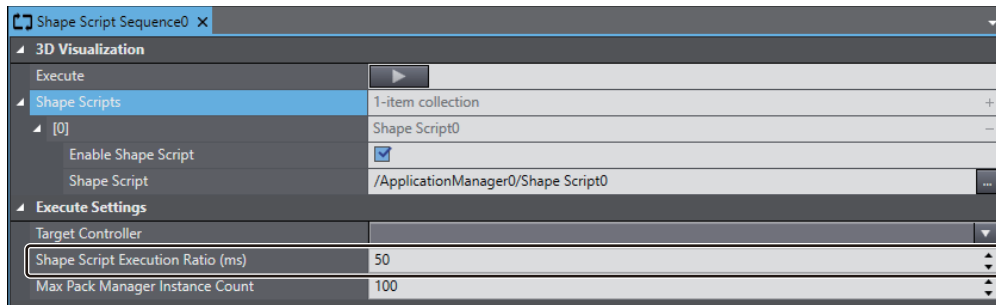 Shape Script Sequence0
3D Visualization
Execute
Shape Scripts 1-item collection +
[0] Shape Script0 −
Enable Shape Script
Shape Script /ApplicationManager0/Shape Script0 ...
Execute Settings
Target Controller
Shape Script Execution Ratio (ms) 50
Max Pack Manager Instance Count 100